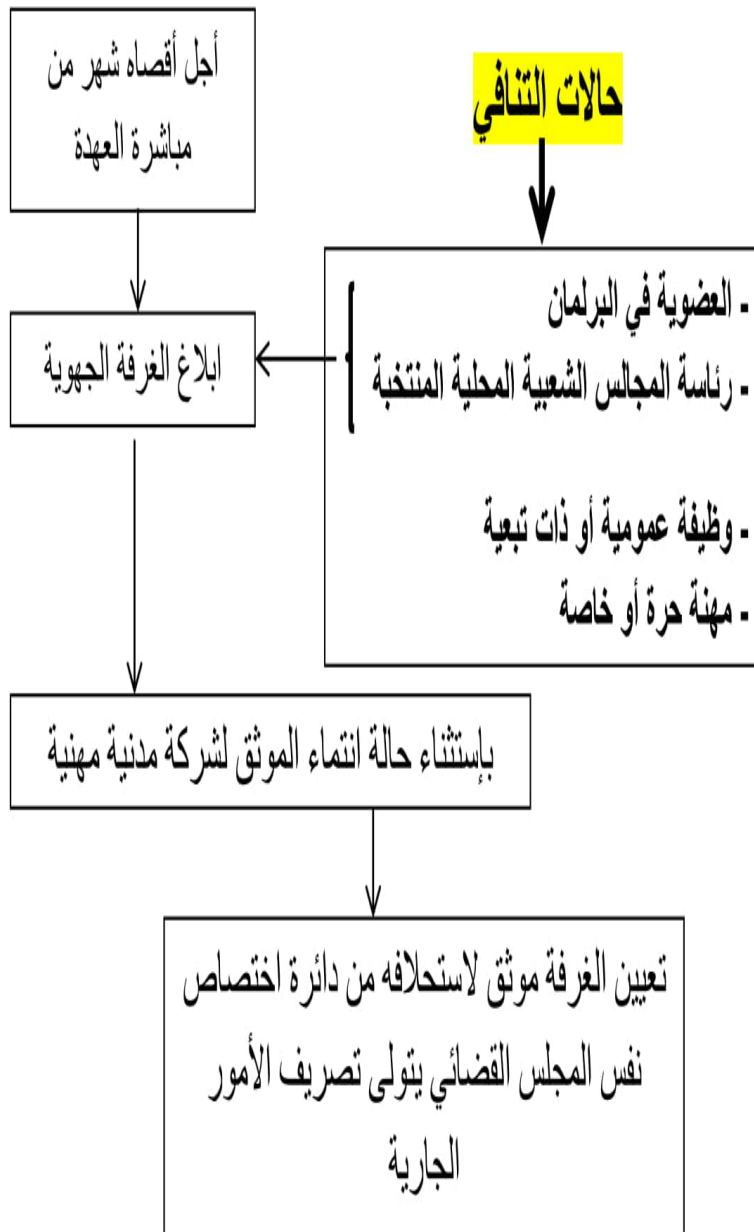 حالات التنافي
- العضوية في البرلمان
- رئاسة المجالس الشعبية المحلية المنتخبة
- وظيفة عمومية أو ذات تبعية
- مهنة حرة أو خاصة
أجل أقصاه شهر من
مباشرة العهدة
ابلاغ الغرفة الجهوية
بإستثناء حالة انتماء الموثق لشركة مدنية مهنية
تعيين الغرفة موثق لاستحلافه من دائرة اختصاص
نفس المجلس القضائي يتولى تصريف الأمور
الجارية